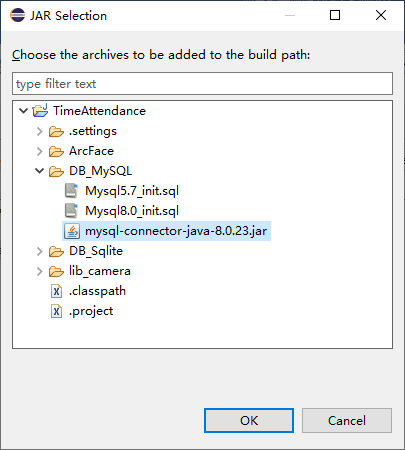 JAR Selection
Choose the archives to be added to the build path:
type filter text
TimeAttendance
.settings
ArcFace
DB_MySQL
Mysql5.7_init.sql
Mysql8.0_init.sql
mysql-connector-java-8.0.23.jar
DB_Sqlite
lib_camera
.classpath
.project
OK
Cancel